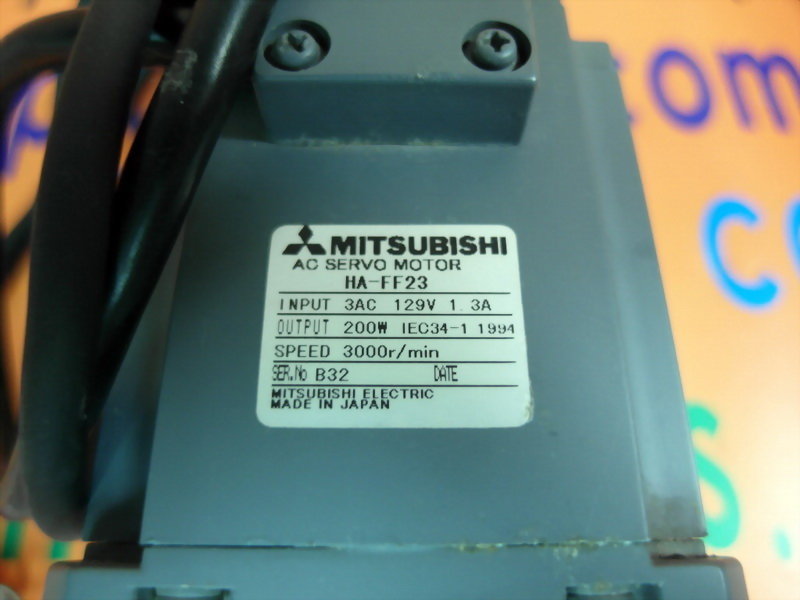 MITSUBISHI
AC SERVO MOTOR
HA-FF23
INPUT 3AC 129V 1.3A
OUTPUT 200W IEC34-1 1994
SPEED 3000r/min
SER.No B32 DATE
MITSUBISHI ELECTRIC
MADE IN JAPAN
com